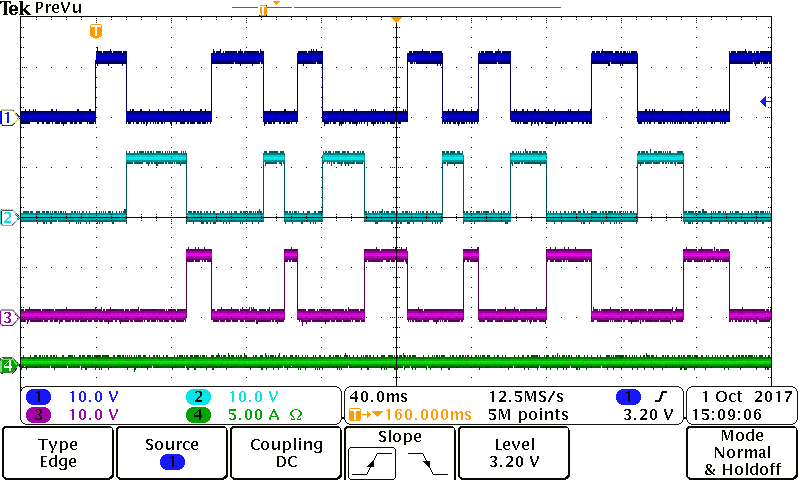 Tek PreVu
T
T
1
2
3
4
1 10.0 V 2 10.0 V
3 10.0 V 4 5.00 A Ω
40.0ms 12.5MS/s 1
T→▼160.000ms 5M points 3.20 V
1 Oct 2017
15:09:06
Type
Edge
Source
1
Coupling
DC
Slope
Level
3.20 V
Mode
Normal
& Holdoff